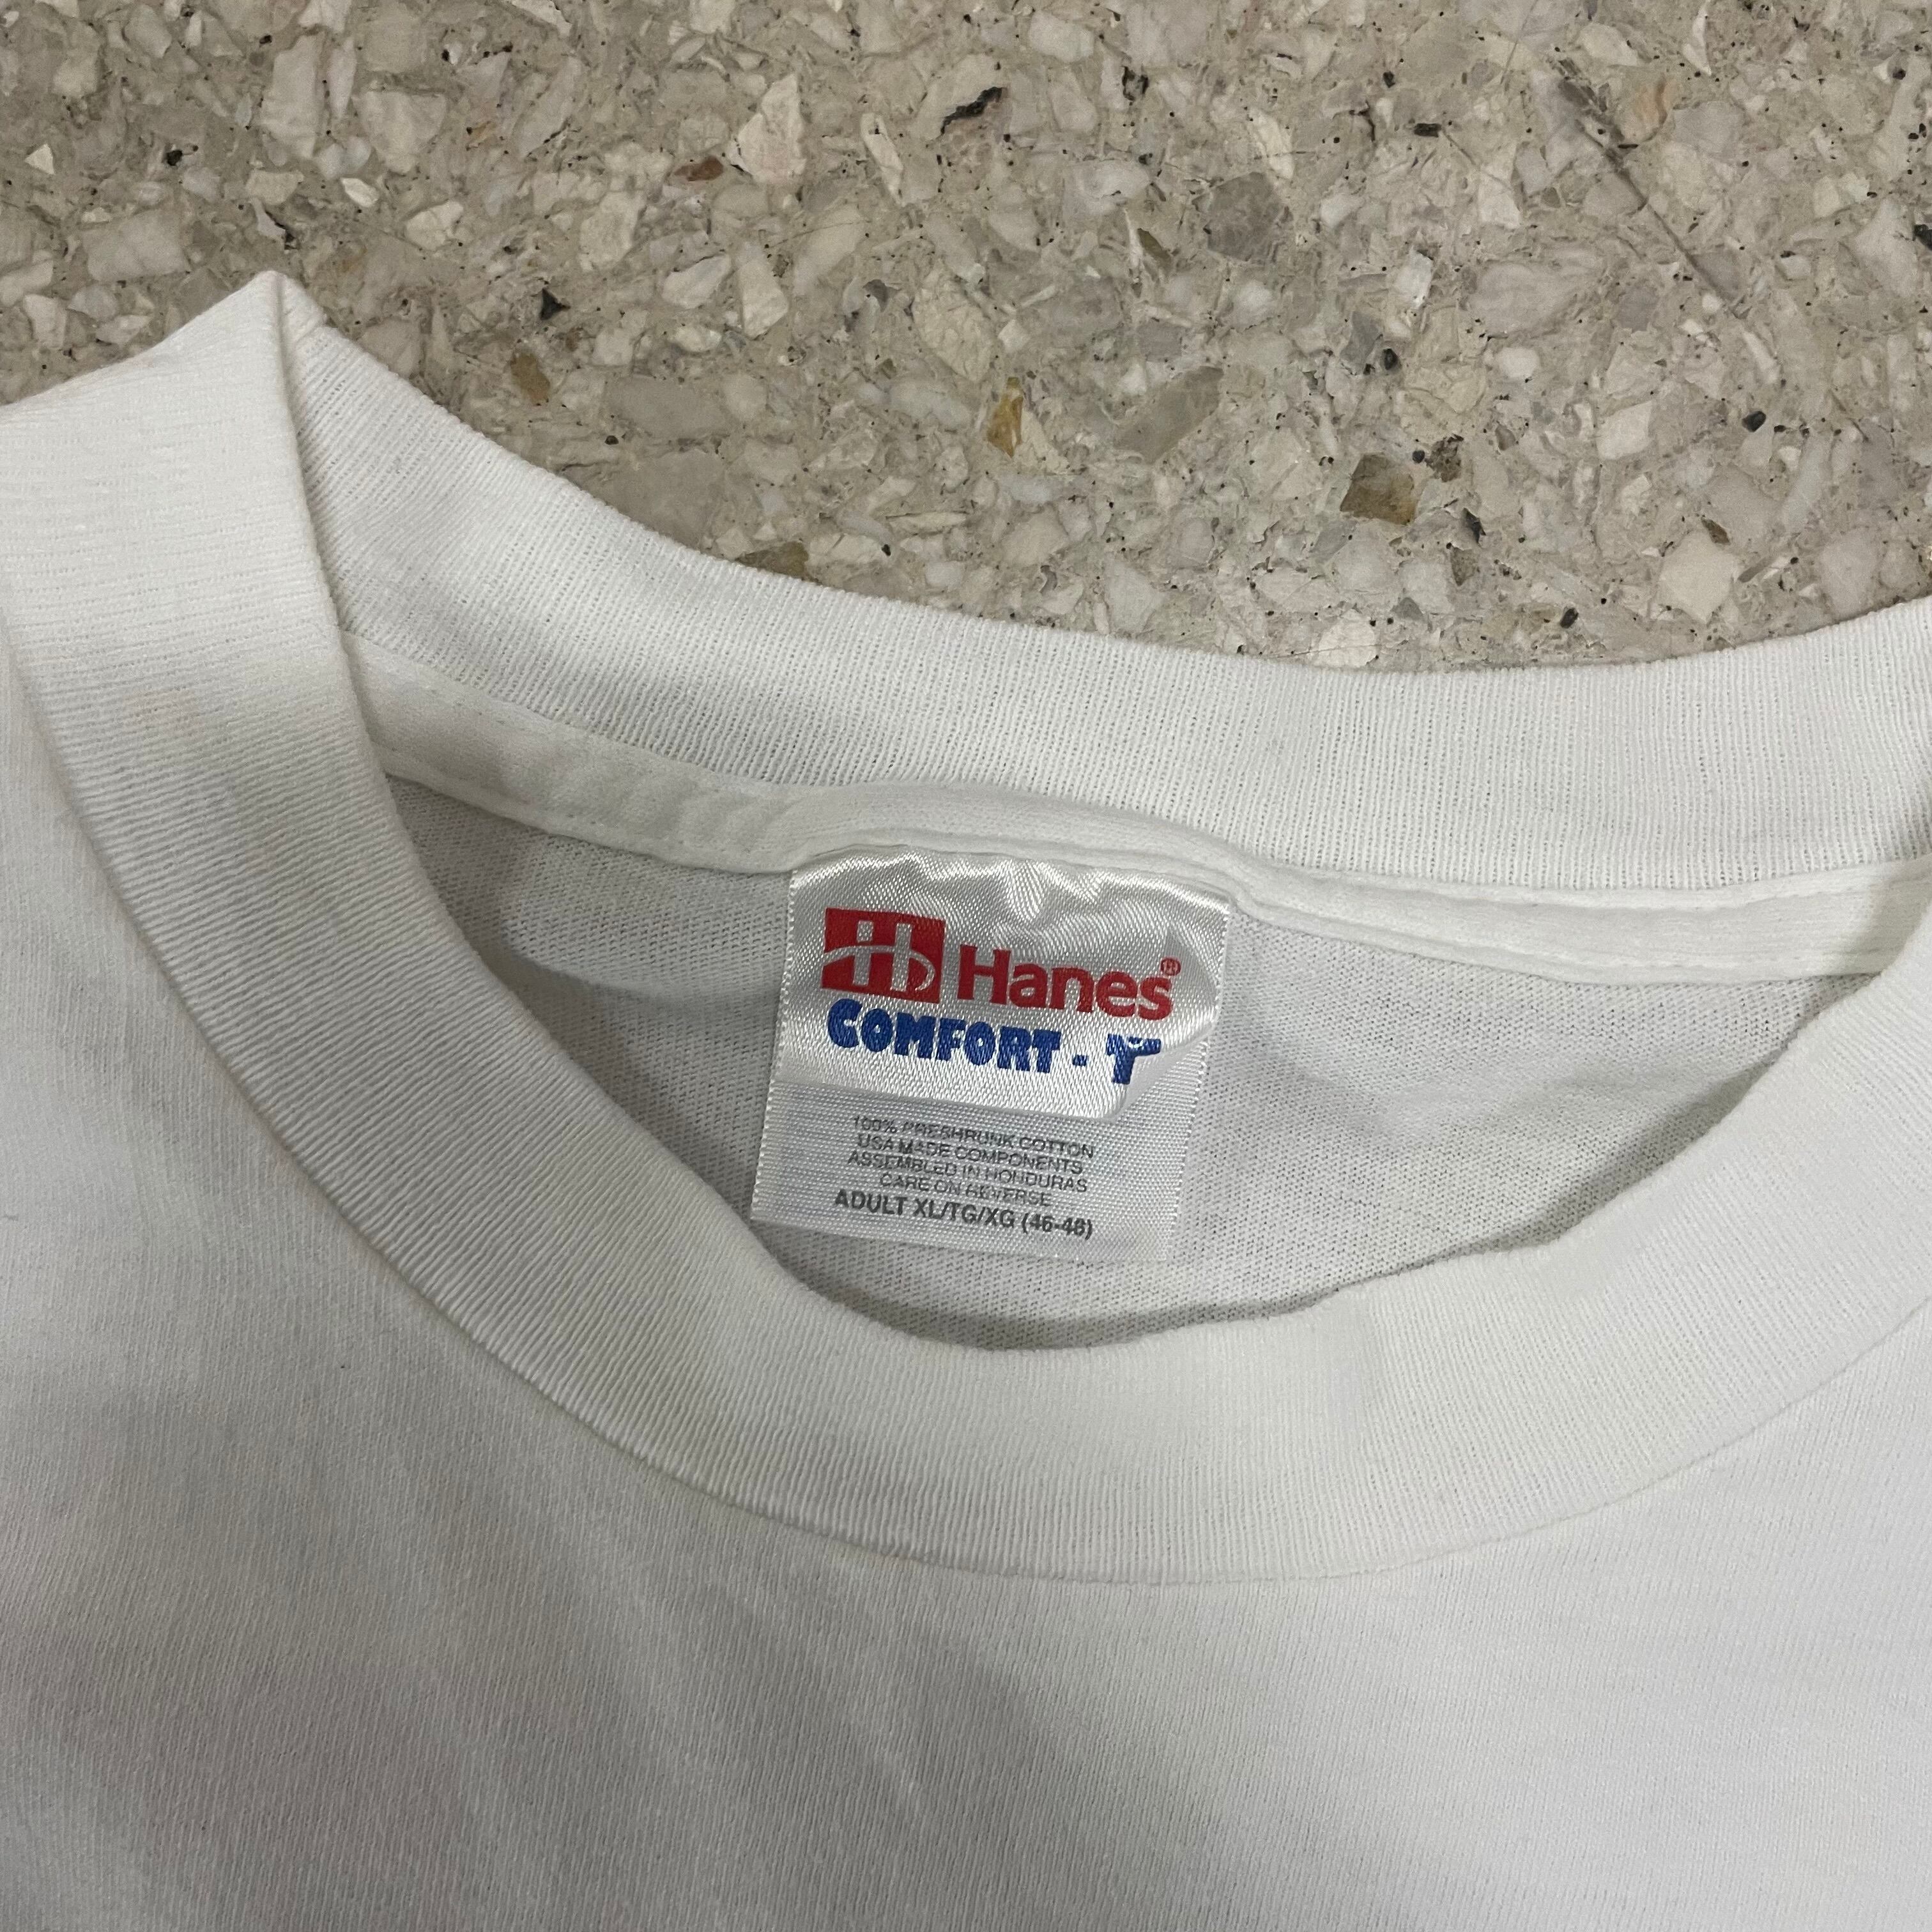 H Hanes®
COMFORT - T
100% PRESHRUNK COTTON
USA MADE COMPONENTS
ASSEMBLED IN HONDURAS
CARE ON REVERSE
ADULT XL/TG/XG (46-48)